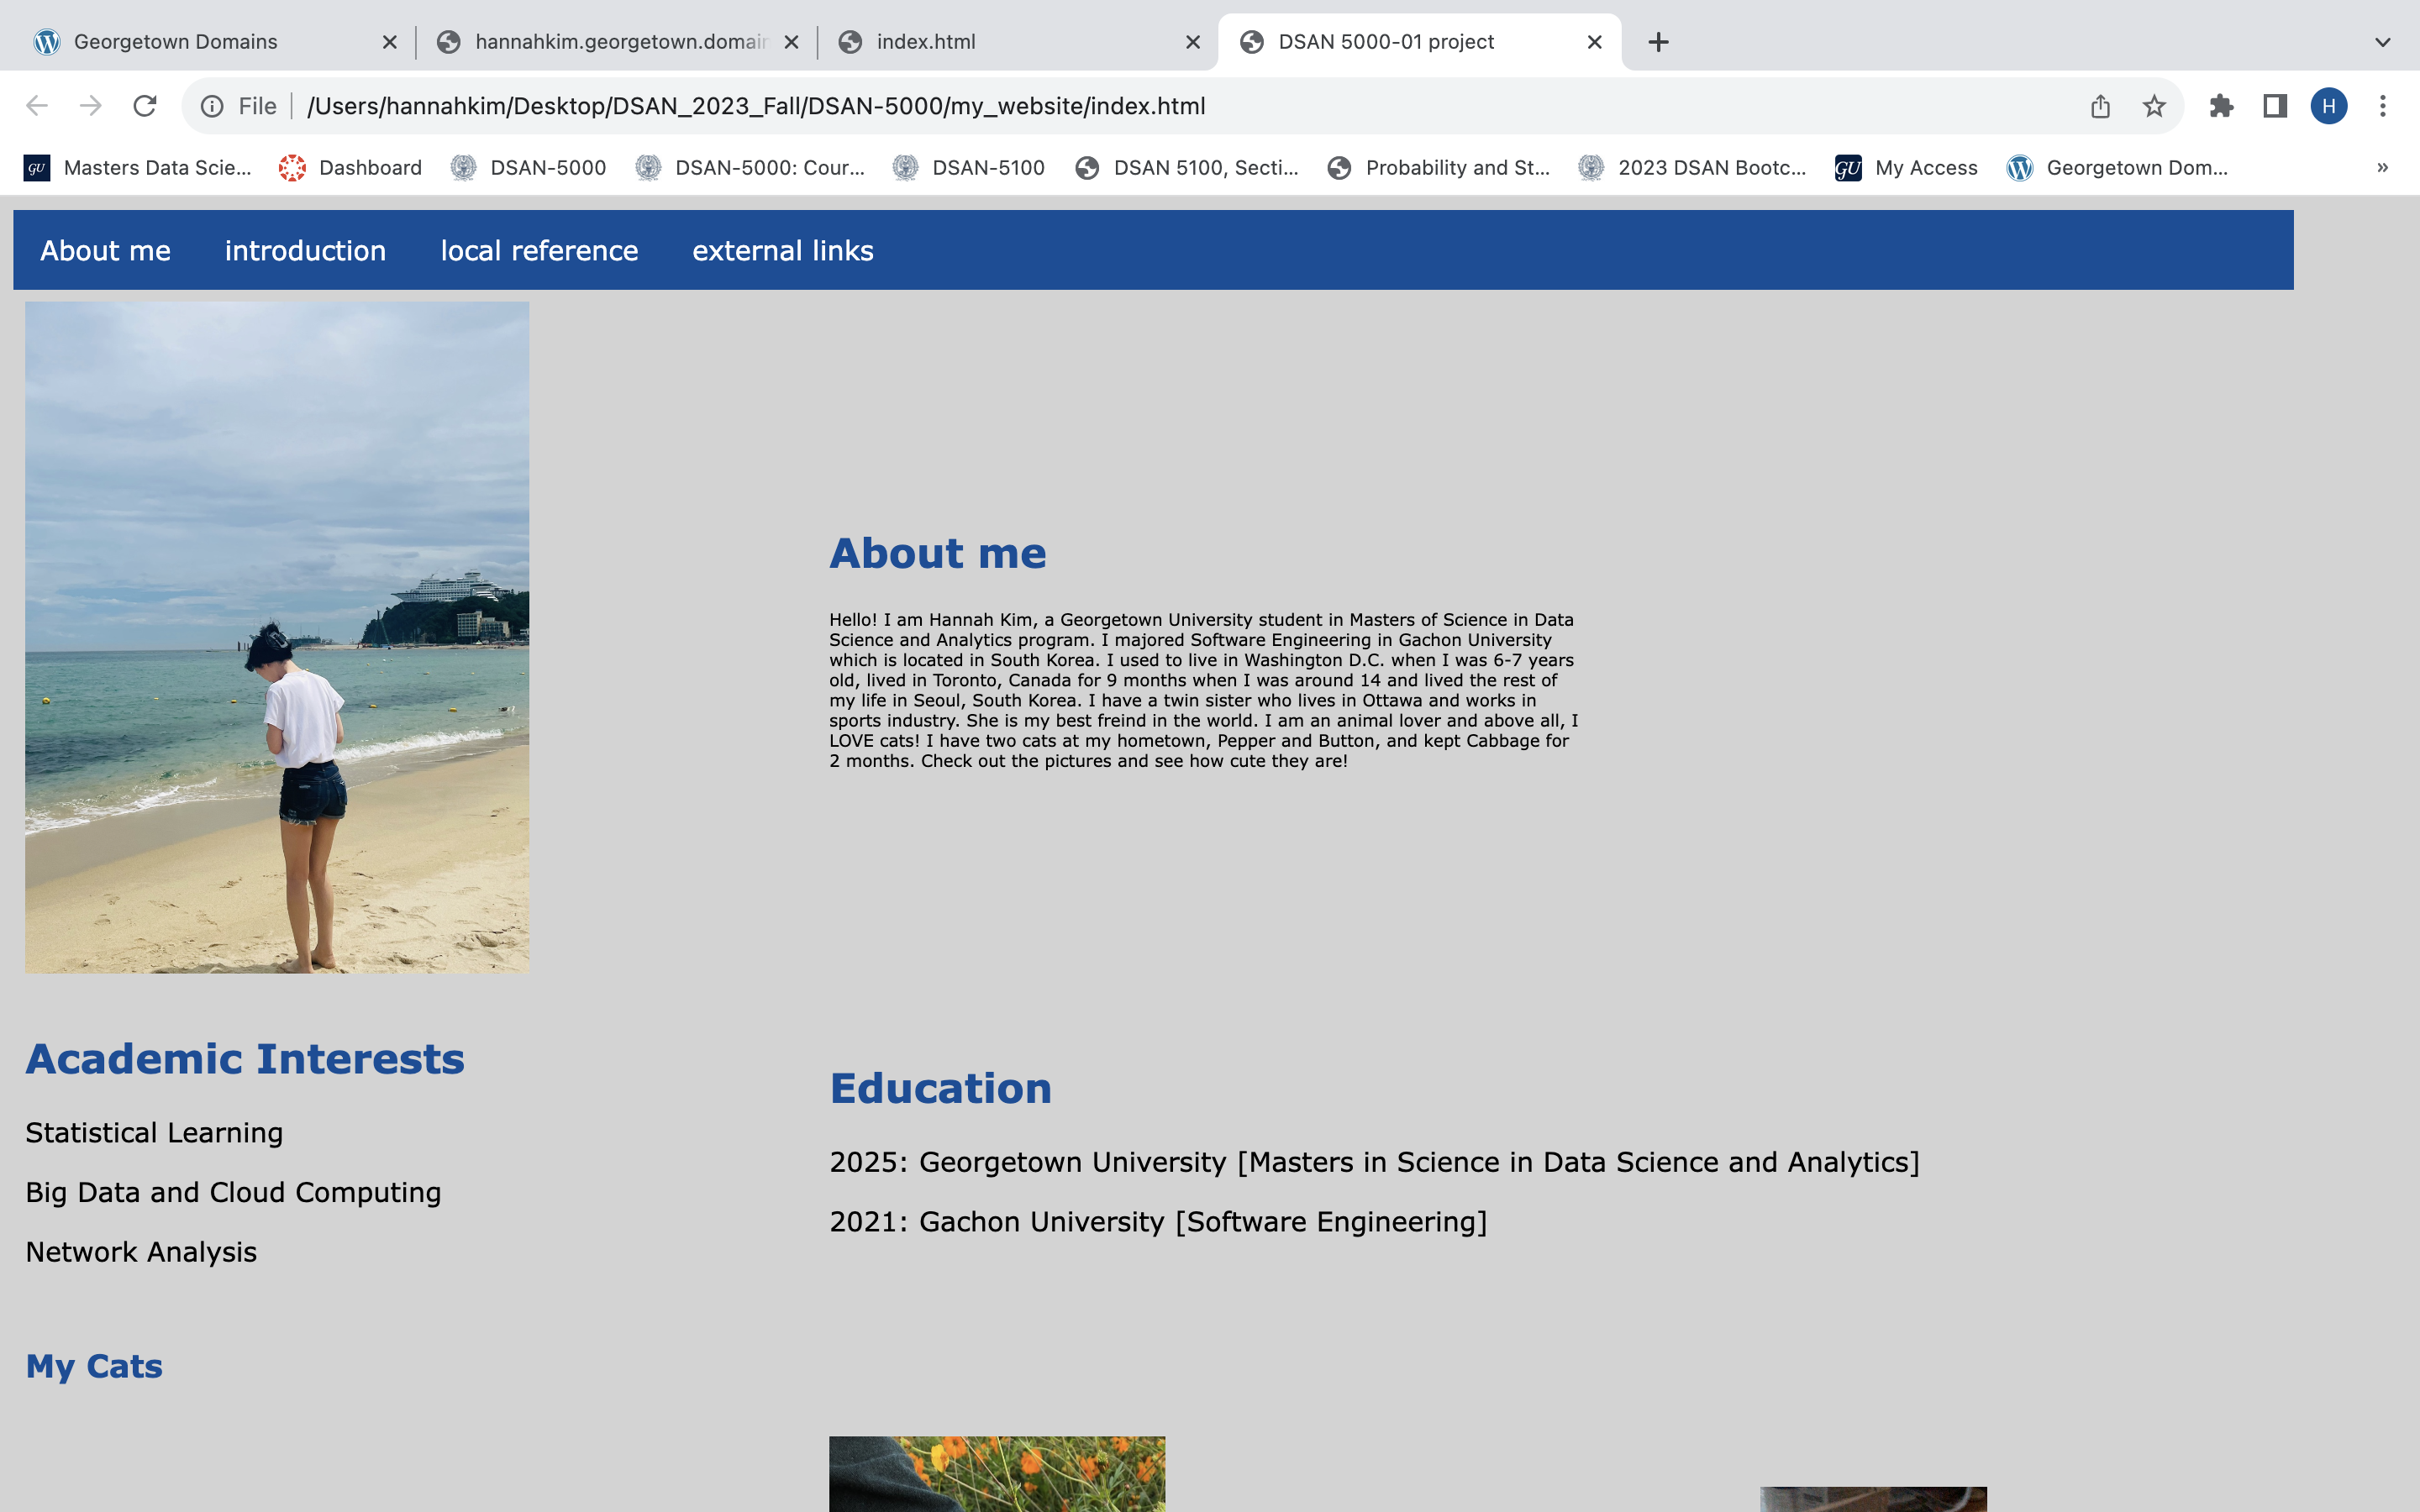 Georgetown Domains
hannahkim.georgetown.domain
index.html
DSAN 5000-01 project
File
/Users/hannahkim/Desktop/DSAN_2023_Fall/DSAN-5000/my_website/index.html
H
GU Masters Data Scie...
Dashboard
DSAN-5000
DSAN-5000: Cour...
DSAN-5100
DSAN 5100, Secti...
Probability and St...
2023 DSAN Bootc...
GU My Access
Georgetown Dom...
»
About me
introduction
local reference
external links
About me
Hello! I am Hannah Kim, a Georgetown University student in Masters of Science in Data
Science and Analytics program. I majored Software Engineering in Gachon University
which is located in South Korea. I used to live in Washington D.C. when I was 6-7 years
old, lived in Toronto, Canada for 9 months when I was around 14 and lived the rest of
my life in Seoul, South Korea. I have a twin sister who lives in Ottawa and works in
sports industry. She is my best freind in the world. I am an animal lover and above all, I
LOVE cats! I have two cats at my hometown, Pepper and Button, and kept Cabbage for
2 months. Check out the pictures and see how cute they are!
Academic Interests
Statistical Learning
Big Data and Cloud Computing
Network Analysis
Education
2025: Georgetown University [Masters in Science in Data Science and Analytics]
2021: Gachon University [Software Engineering]
My Cats